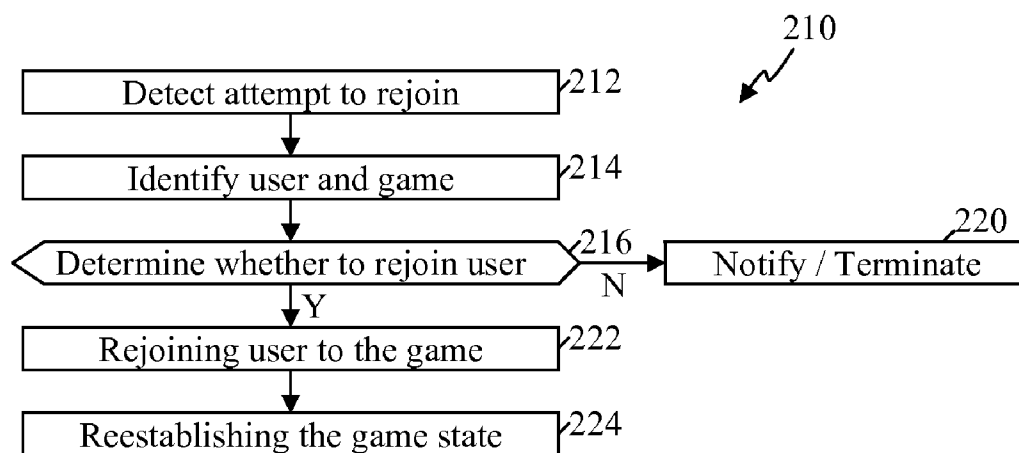 210
Detect attempt to rejoin 212
Identify user and game 214
Determine whether to rejoin user 216
N
220
Notify / Terminate
Y
Rejoining user to the game 222
Reestablishing the game state 224